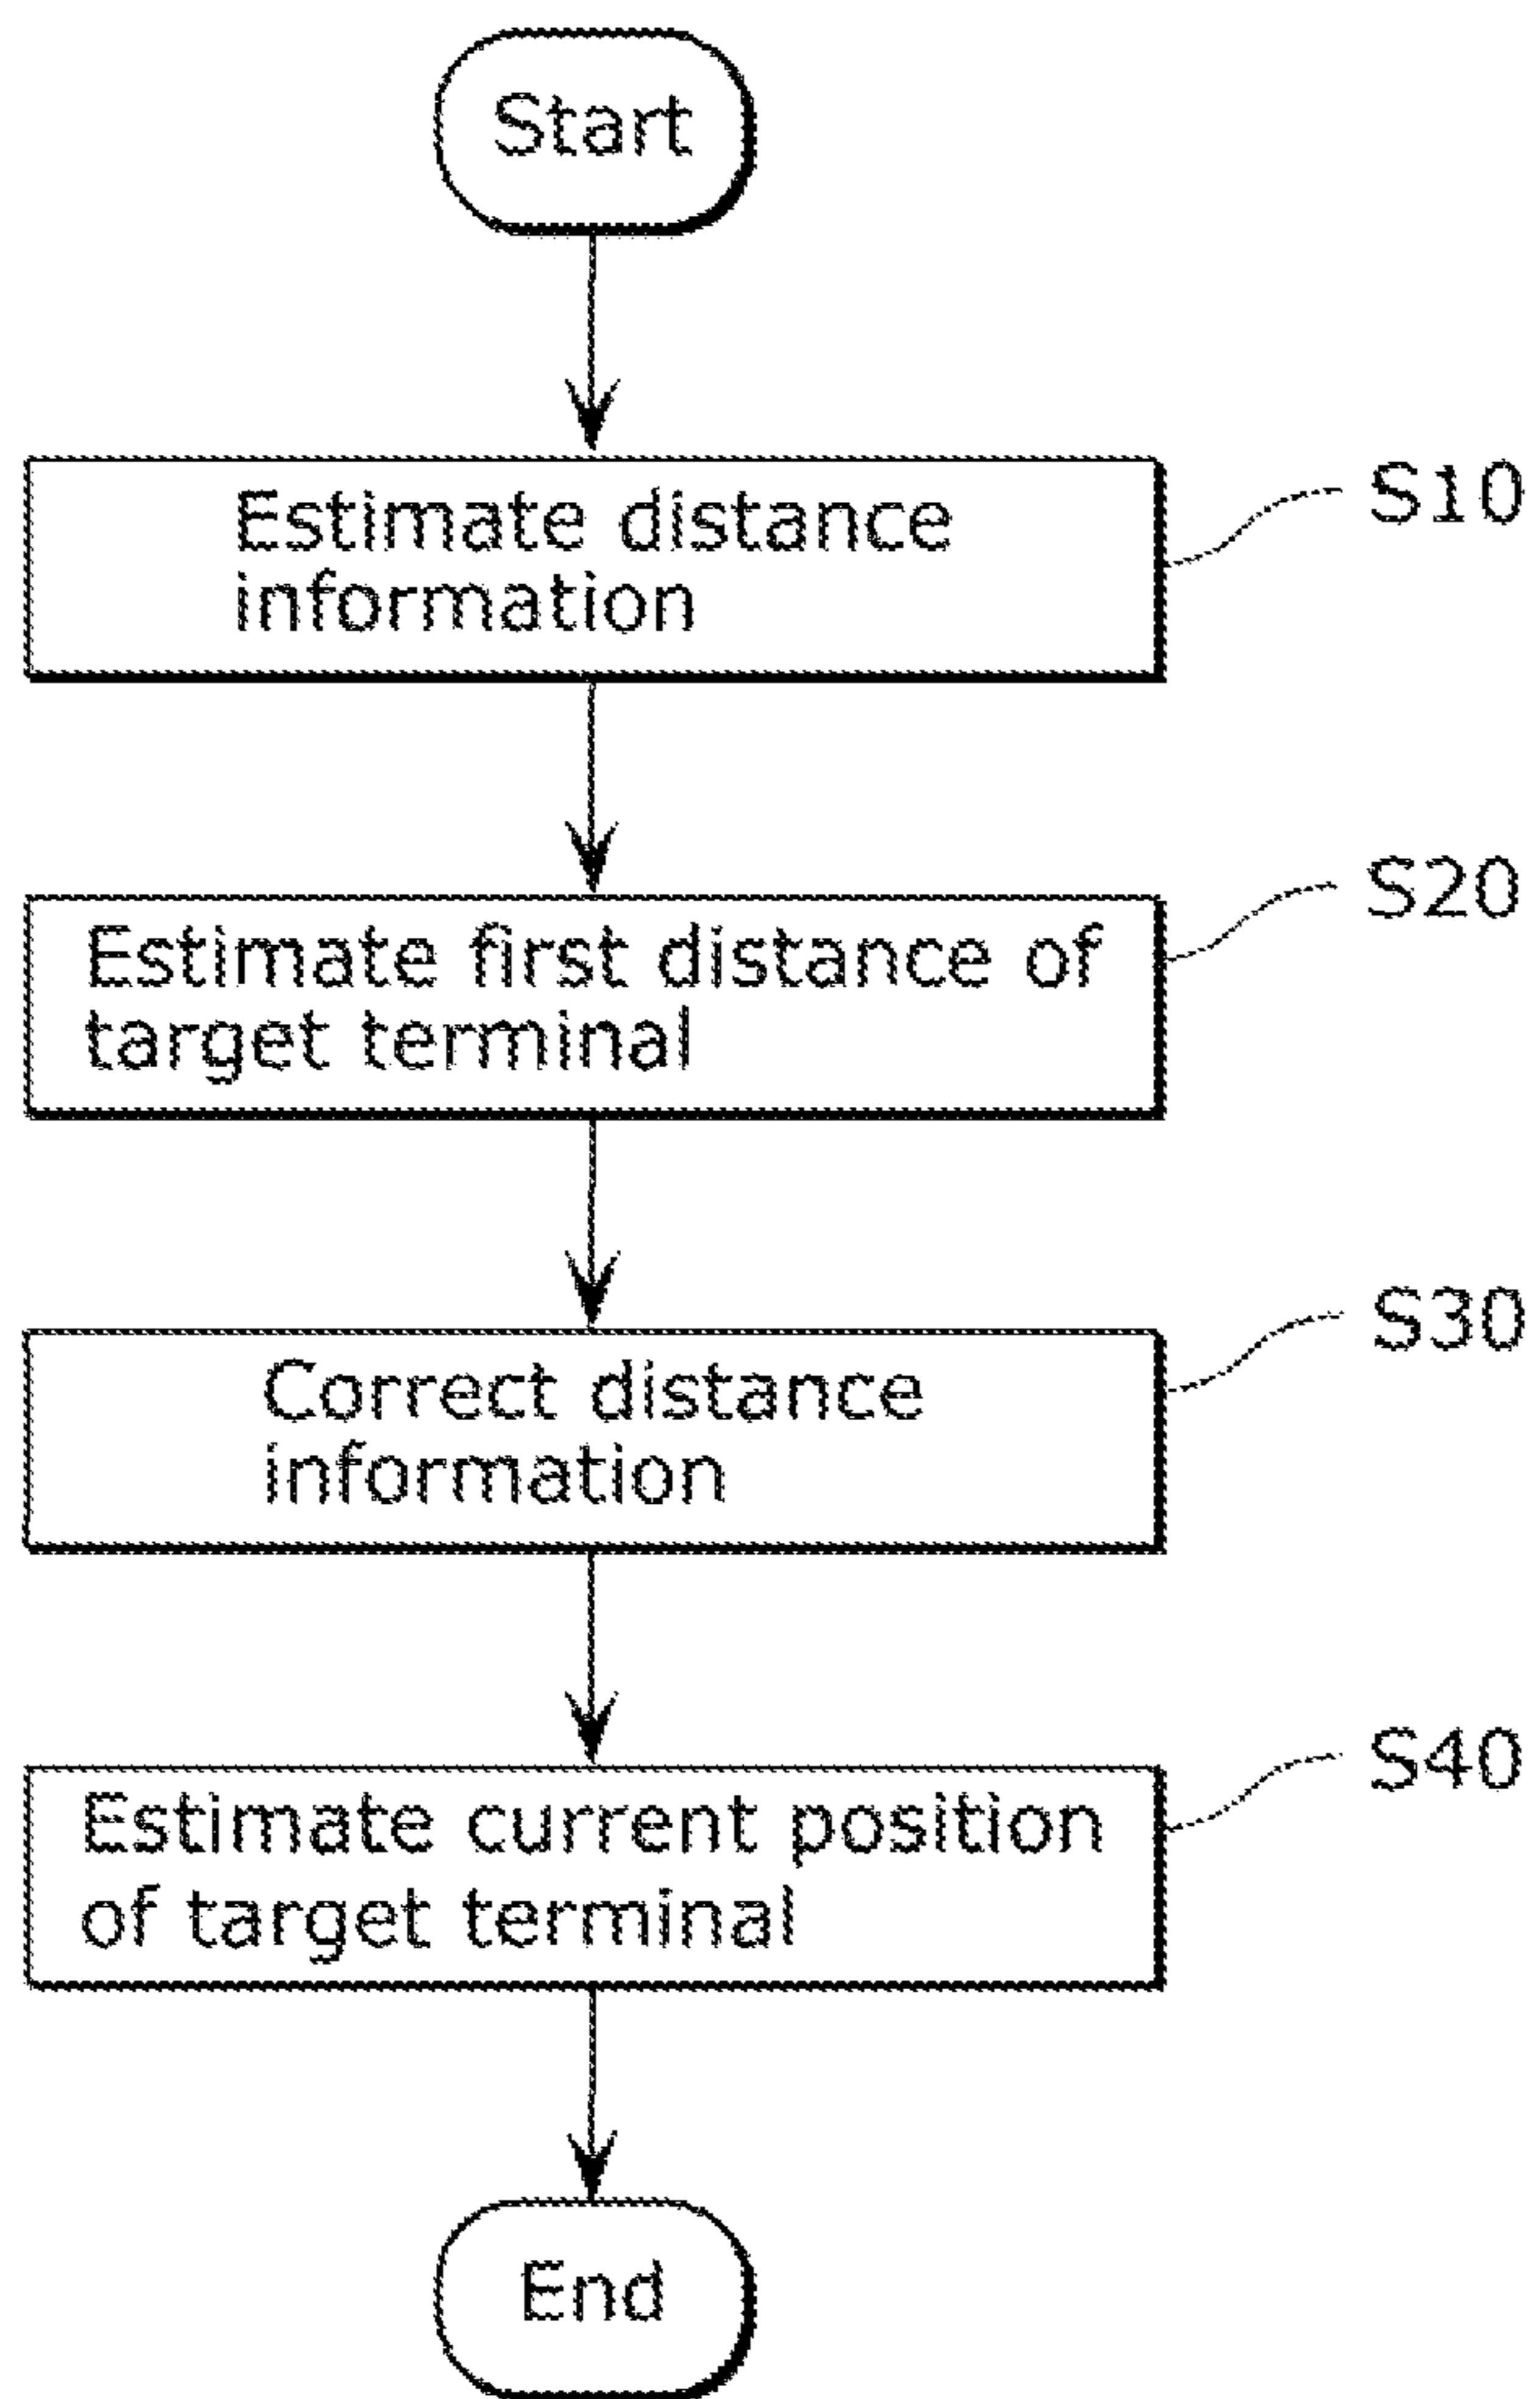 Start
Estimate distance
information
S10
Estimate first distance of
target terminal
S20
Correct distance
information
S30
Estimate current position
of target terminal
S40
End